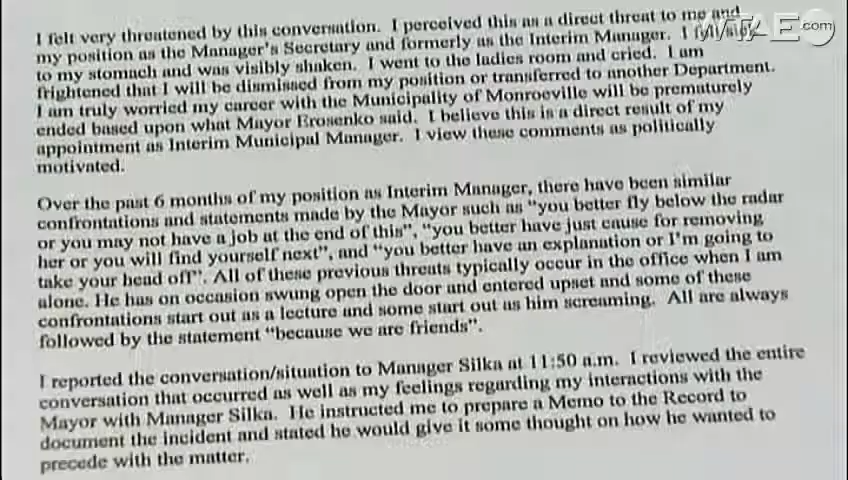 I felt very threatened by this conversation. I perceived this as a direct threat to me and
my position as the Manager's Secretary and formerly as the Interim Manager. I felt sick
to my stomach and was visibly shaken. I went to the ladies room and cried. I am
frightened that I will be dismissed from my position or transferred to another Department.
I am truly worried my career with the Municipality of Monroeville will be prematurely
ended based upon what Mayor Erosenko said. I believe this is a direct result of my
appointment as Interim Municipal Manager. I view these comments as politically
motivated.
Over the past 6 months of my position as Interim Manager, there have been similar
confrontations and statements made by the Mayor such as “you better fly below the radar
or you may not have a job at the end of this”, “you better have just cause for removing
her or you will find yourself next”, and “you better have an explanation or I'm going to
take your head off”. All of these previous threats typically occur in the office when I am
alone. He has on occasion swung open the door and entered upset and some of these
confrontations start out as a lecture and some start out as him screaming. All are always
followed by the statement “because we are friends”.
I reported the conversation/situation to Manager Silka at 11:50 a.m. I reviewed the entire
conversation that occurred as well as my feelings regarding my interactions with the
Mayor with Manager Silka. He instructed me to prepare a Memo to the Record to
document the incident and stated he would give it some thought on how he wanted to
precede with the matter.
WTAE.com